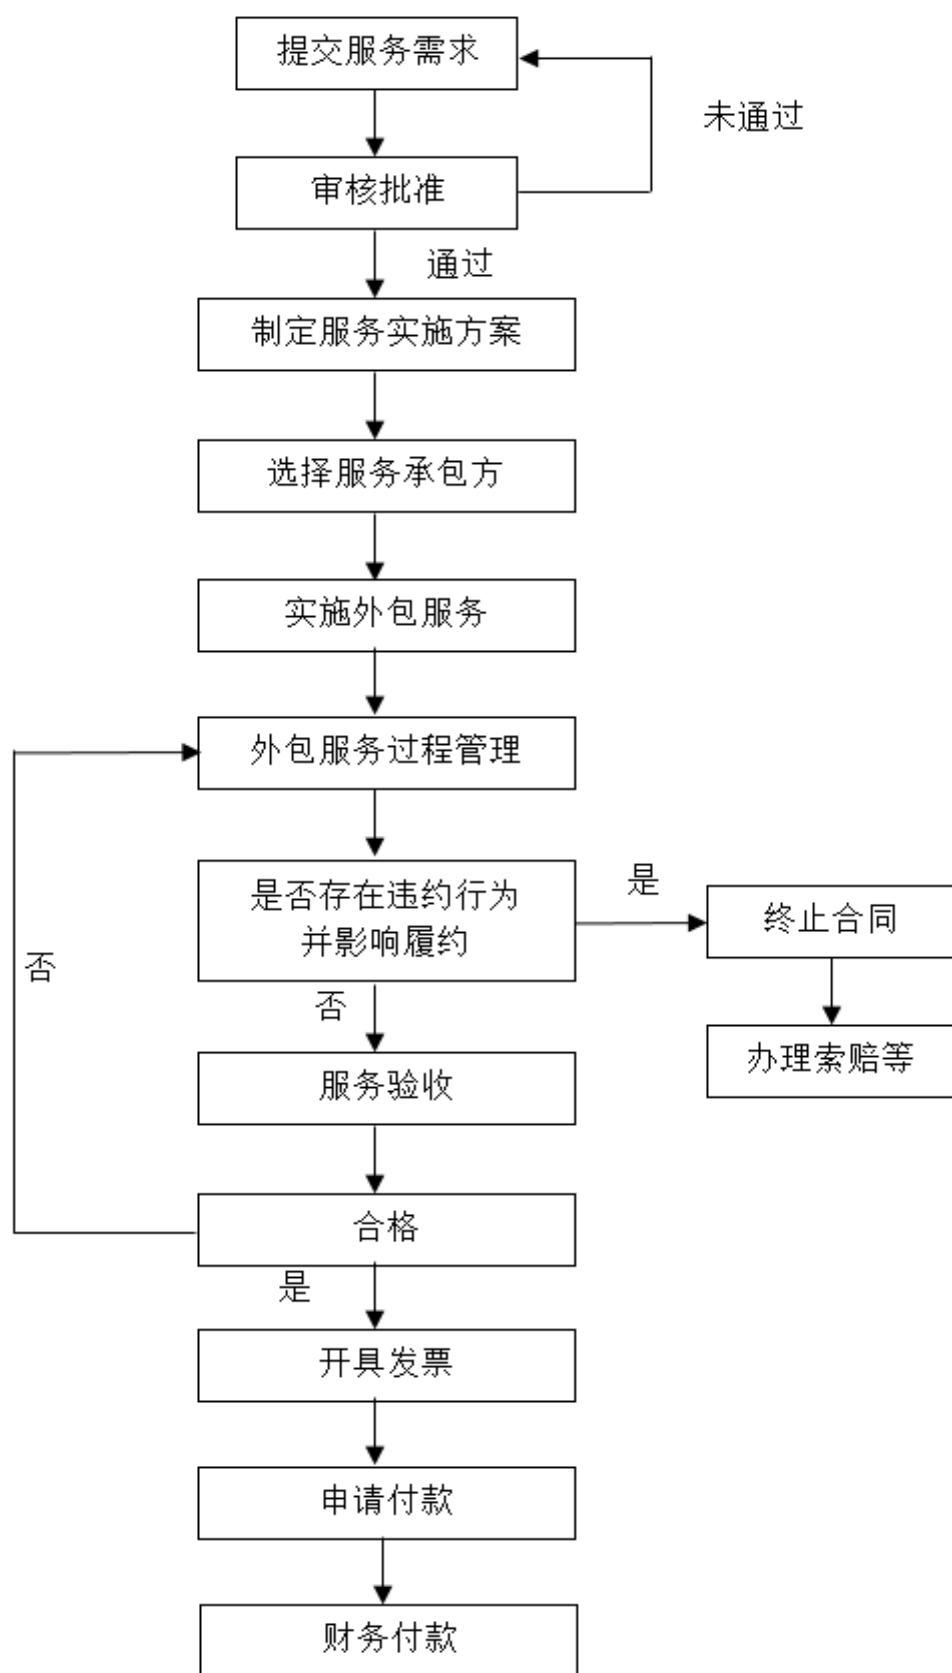 提交服务需求
未通过
审核批准
通过
制定服务实施方案
选择服务承包方
实施外包服务
外包服务过程管理
是否存在违约行为
并影响履约
是
终止合同
否
否
办理索赔等
服务验收
合格
是
开具发票
申请付款
财务付款